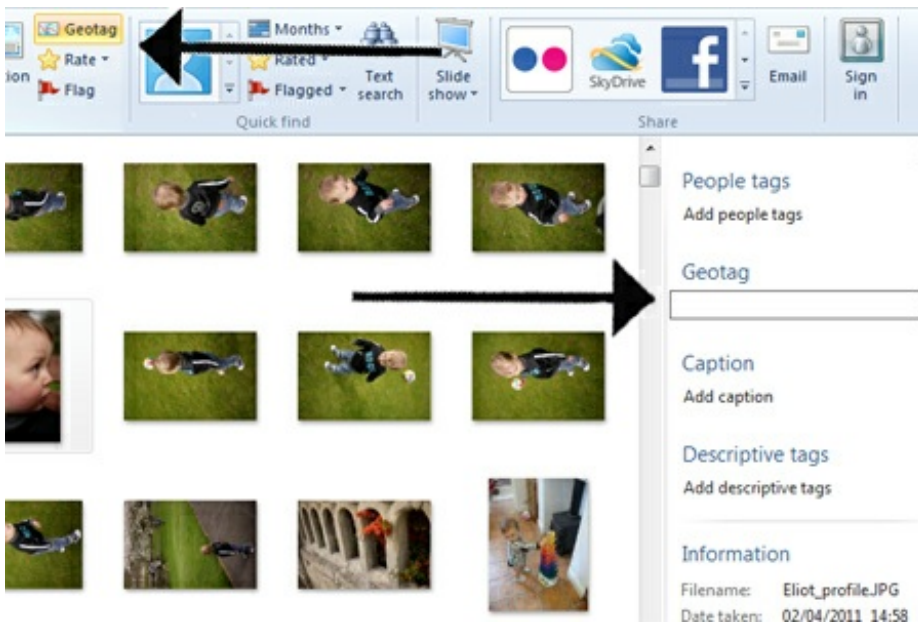 Geotag
Months
Rate
Rated
Flag
Flagged
Text
search
Slide
show
SkyDrive
f
Email
Sign
in
Quick find
Share
People tags
Add people tags
Geotag
Caption
Add caption
Descriptive tags
Add descriptive tags
Information
Filename: Eliot_profile.JPG
Date taken: 02/04/2011 14:58